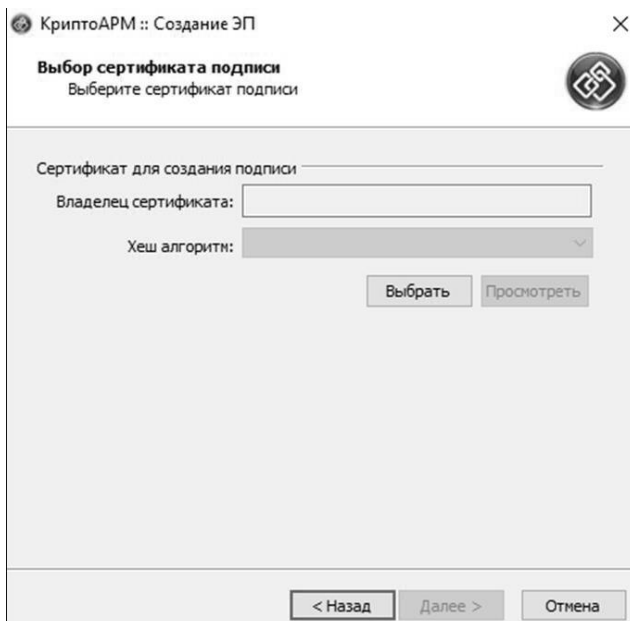 КриптоАРМ :: Создание ЭП
Выбор сертификата подписи
Выберите сертификат подписи
Сертификат для создания подписи
Владелец сертификата:
Хеш алгоритм:
Выбрать Просмотреть
< Назад Далее > Отмена